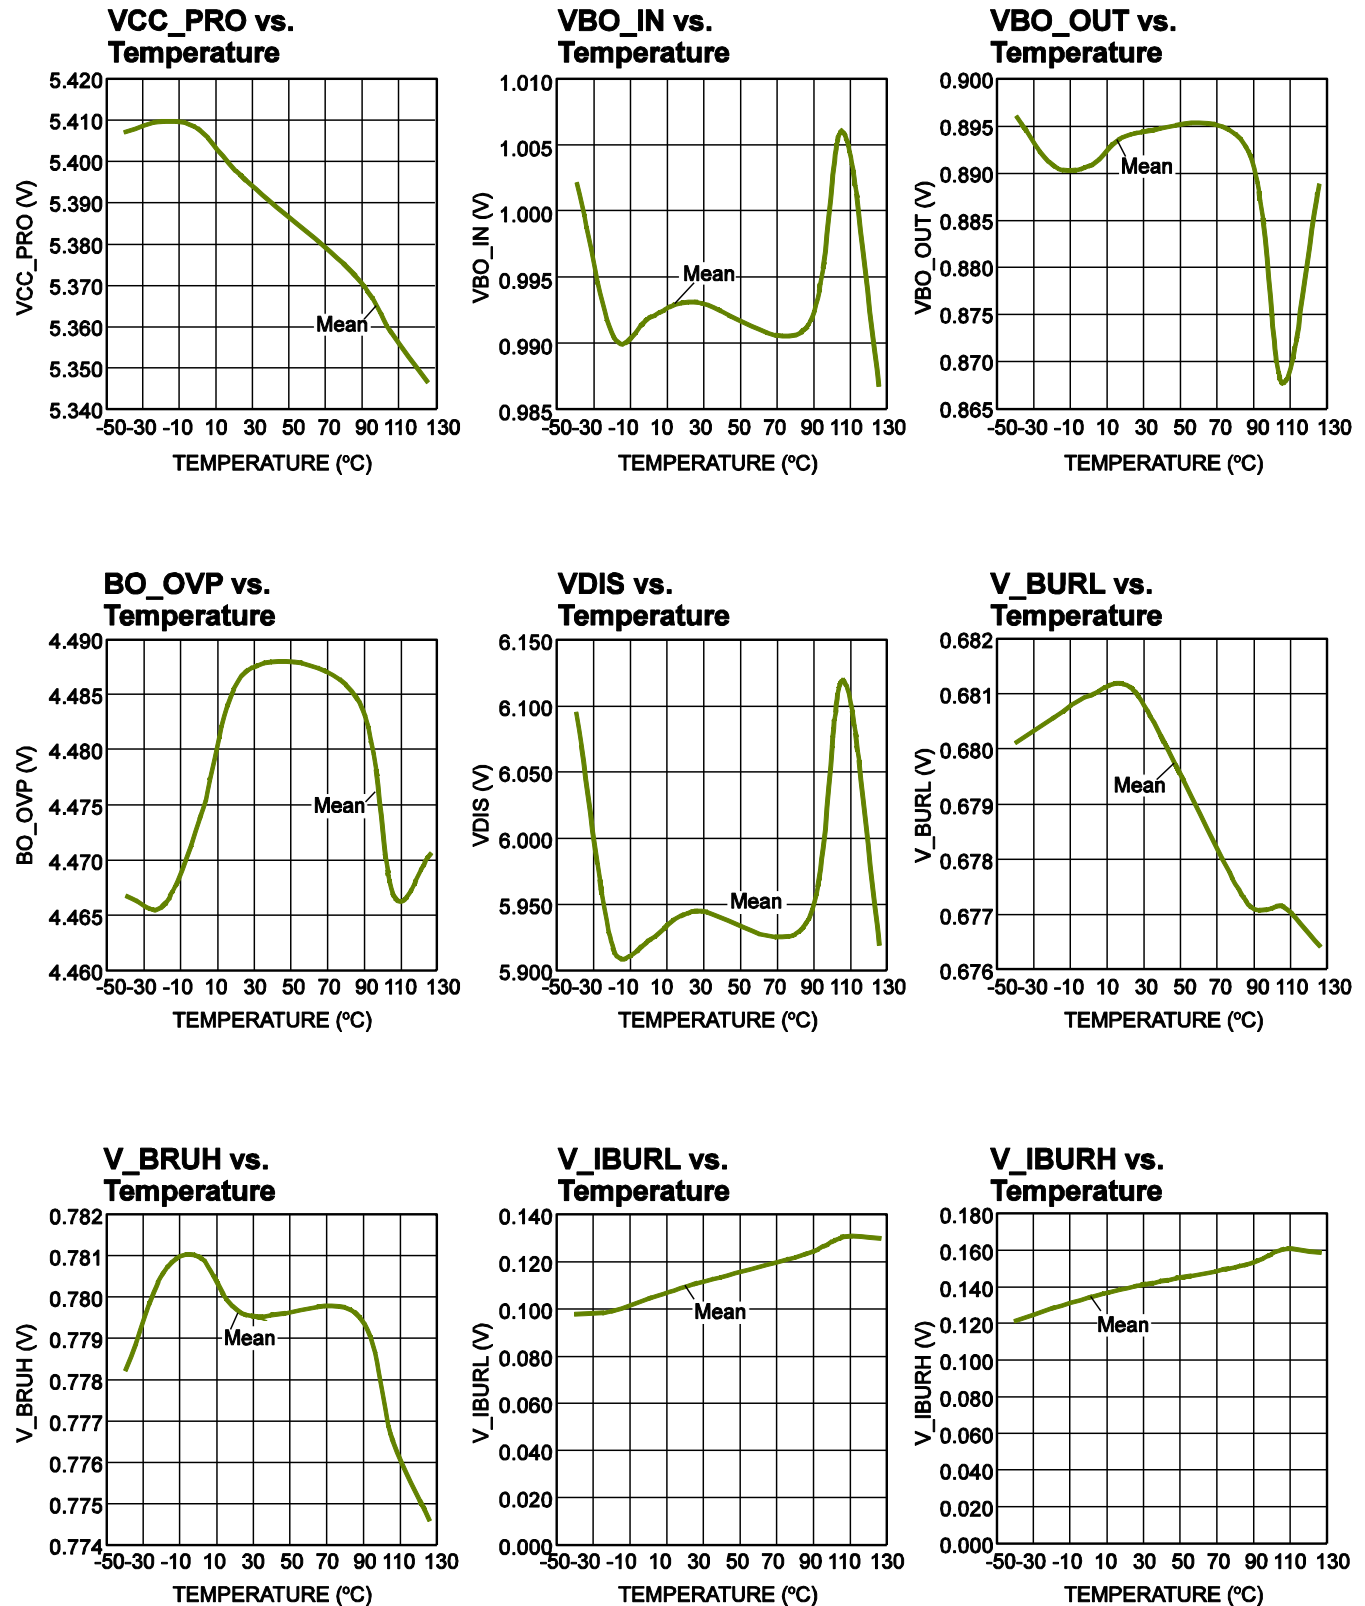 VCC_PRO vs.
Temperature
5.420
5.410
5.400
5.390
5.380
5.370
5.360
5.350
5.340
VCC_PRO (V)
Mean
-50-30 -10 10 30 50 70 90 110 130
TEMPERATURE (ºC)
VBO_IN vs.
Temperature
1.010
1.005
1.000
0.995
0.990
0.985
VBO_IN (V)
Mean
-50-30 -10 10 30 50 70 90 110 130
TEMPERATURE (ºC)
VBO_OUT vs.
Temperature
0.900
0.895
0.890
0.885
0.880
0.875
0.870
0.865
VBO_OUT (V)
Mean
-50-30 -10 10 30 50 70 90 110 130
TEMPERATURE (ºC)
BO_OVP vs.
Temperature
4.490
4.485
4.480
4.475
4.470
4.465
4.460
BO_OVP (V)
Mean
-50-30 -10 10 30 50 70 90 110 130
TEMPERATURE (ºC)
VDIS vs.
Temperature
6.150
6.100
6.050
6.000
5.950
5.900
VDIS (V)
Mean
-50-30 -10 10 30 50 70 90 110 130
TEMPERATURE (ºC)
V_BURL vs.
Temperature
0.682
0.681
0.680
0.679
0.678
0.677
0.676
V_BURL (V)
Mean
-50-30 -10 10 30 50 70 90 110 130
TEMPERATURE (ºC)
V_BRUH vs.
Temperature
0.782
0.781
0.780
0.779
0.778
0.777
0.776
0.775
0.774
V_BRUH (V)
Mean
-50-30 -10 10 30 50 70 90 110 130
TEMPERATURE (ºC)
V_IBURL vs.
Temperature
0.140
0.120
0.100
0.080
0.060
0.040
0.020
0.000
V_IBURL (V)
Mean
-50-30 -10 10 30 50 70 90 110 130
TEMPERATURE (ºC)
V_IBURH vs.
Temperature
0.180
0.160
0.140
0.120
0.100
0.080
0.060
0.040
0.020
0.000
V_IBURH (V)
Mean
-50-30 -10 10 30 50 70 90 110 130
TEMPERATURE (ºC)